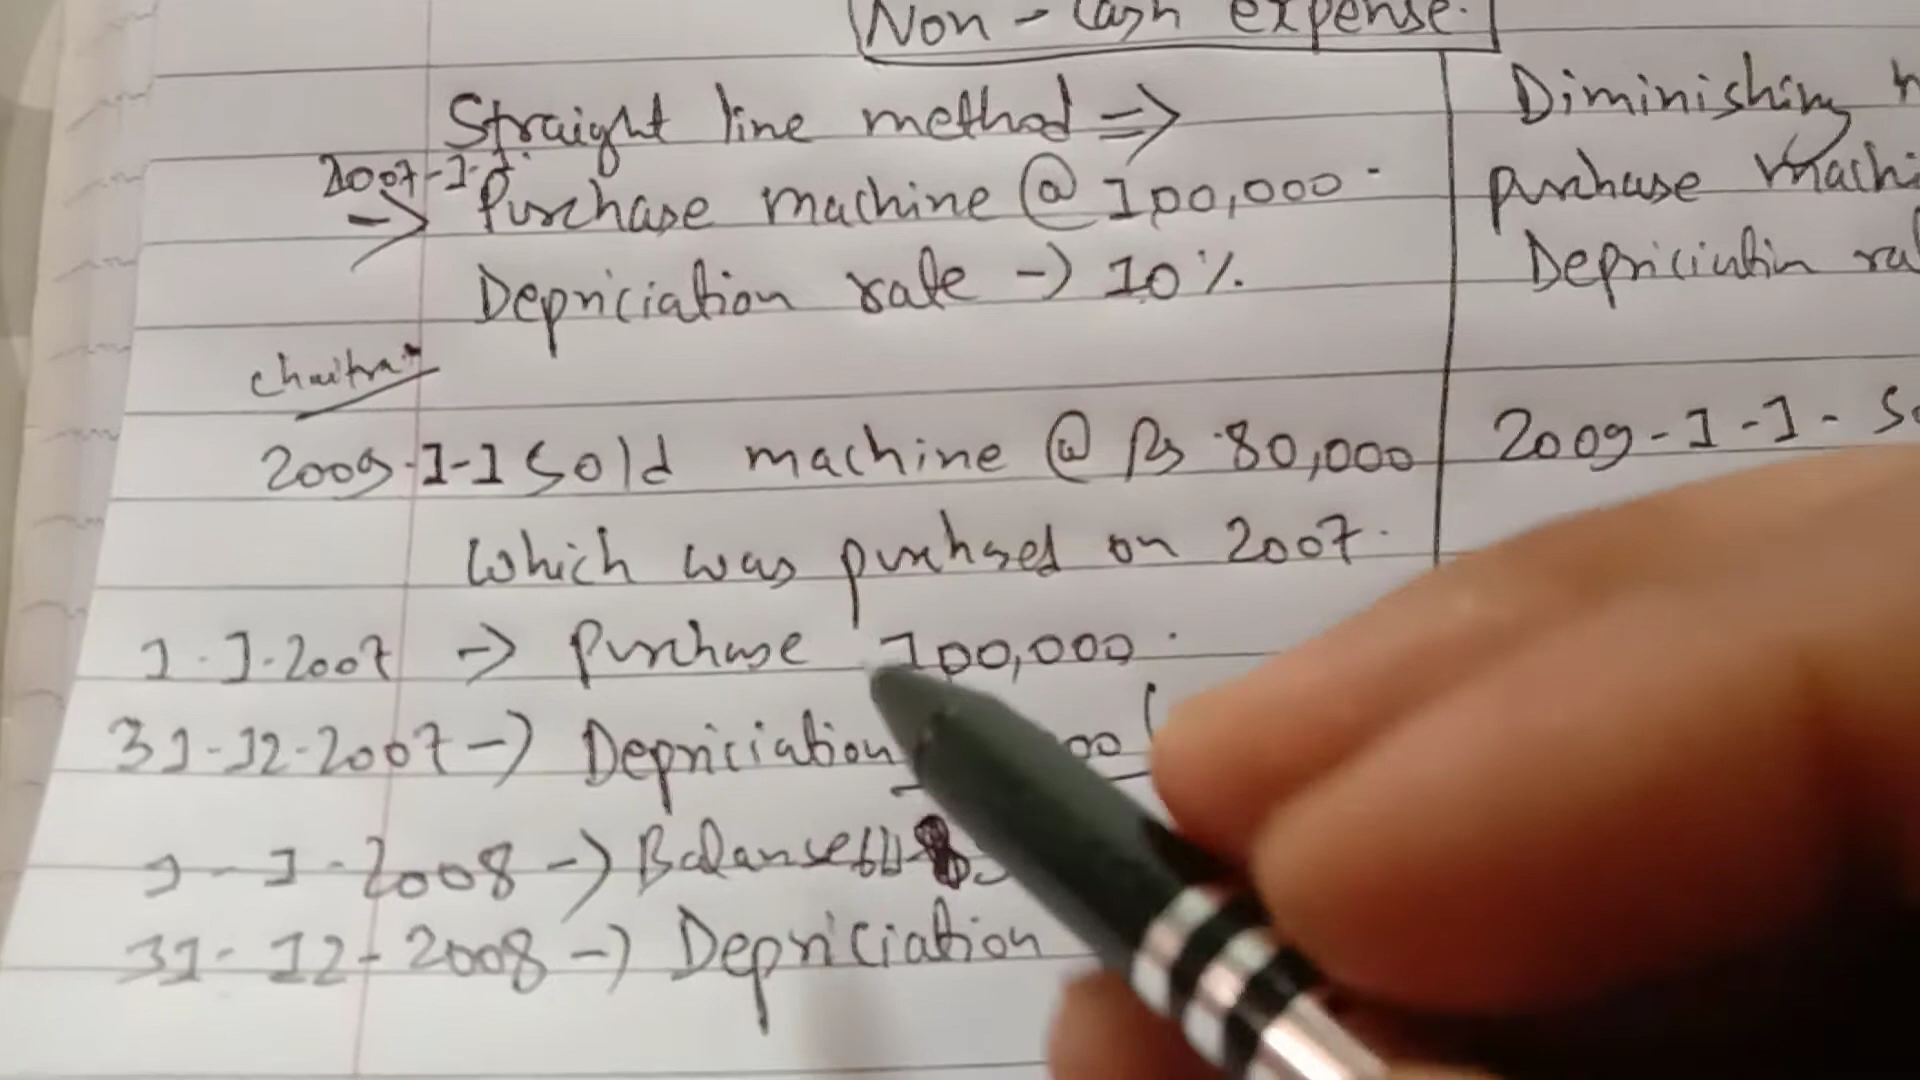 Non - Cash expense.
Straight line method =>
2007-1-1
-> Purchase machine @ 100,000.
Depriciation rate -> 10%.
Chaitra
2009-1-1 Sold machine @ Rs 80,000
Which was purchased on 2007.
1-1-2007 -> Purchase 100,000.
31-12-2007 -> Depriciation
1-1-2008 -> Balance
31-12-2008 -> Depriciation
Diminishing
purchase
Depriciation
2009-1-1-